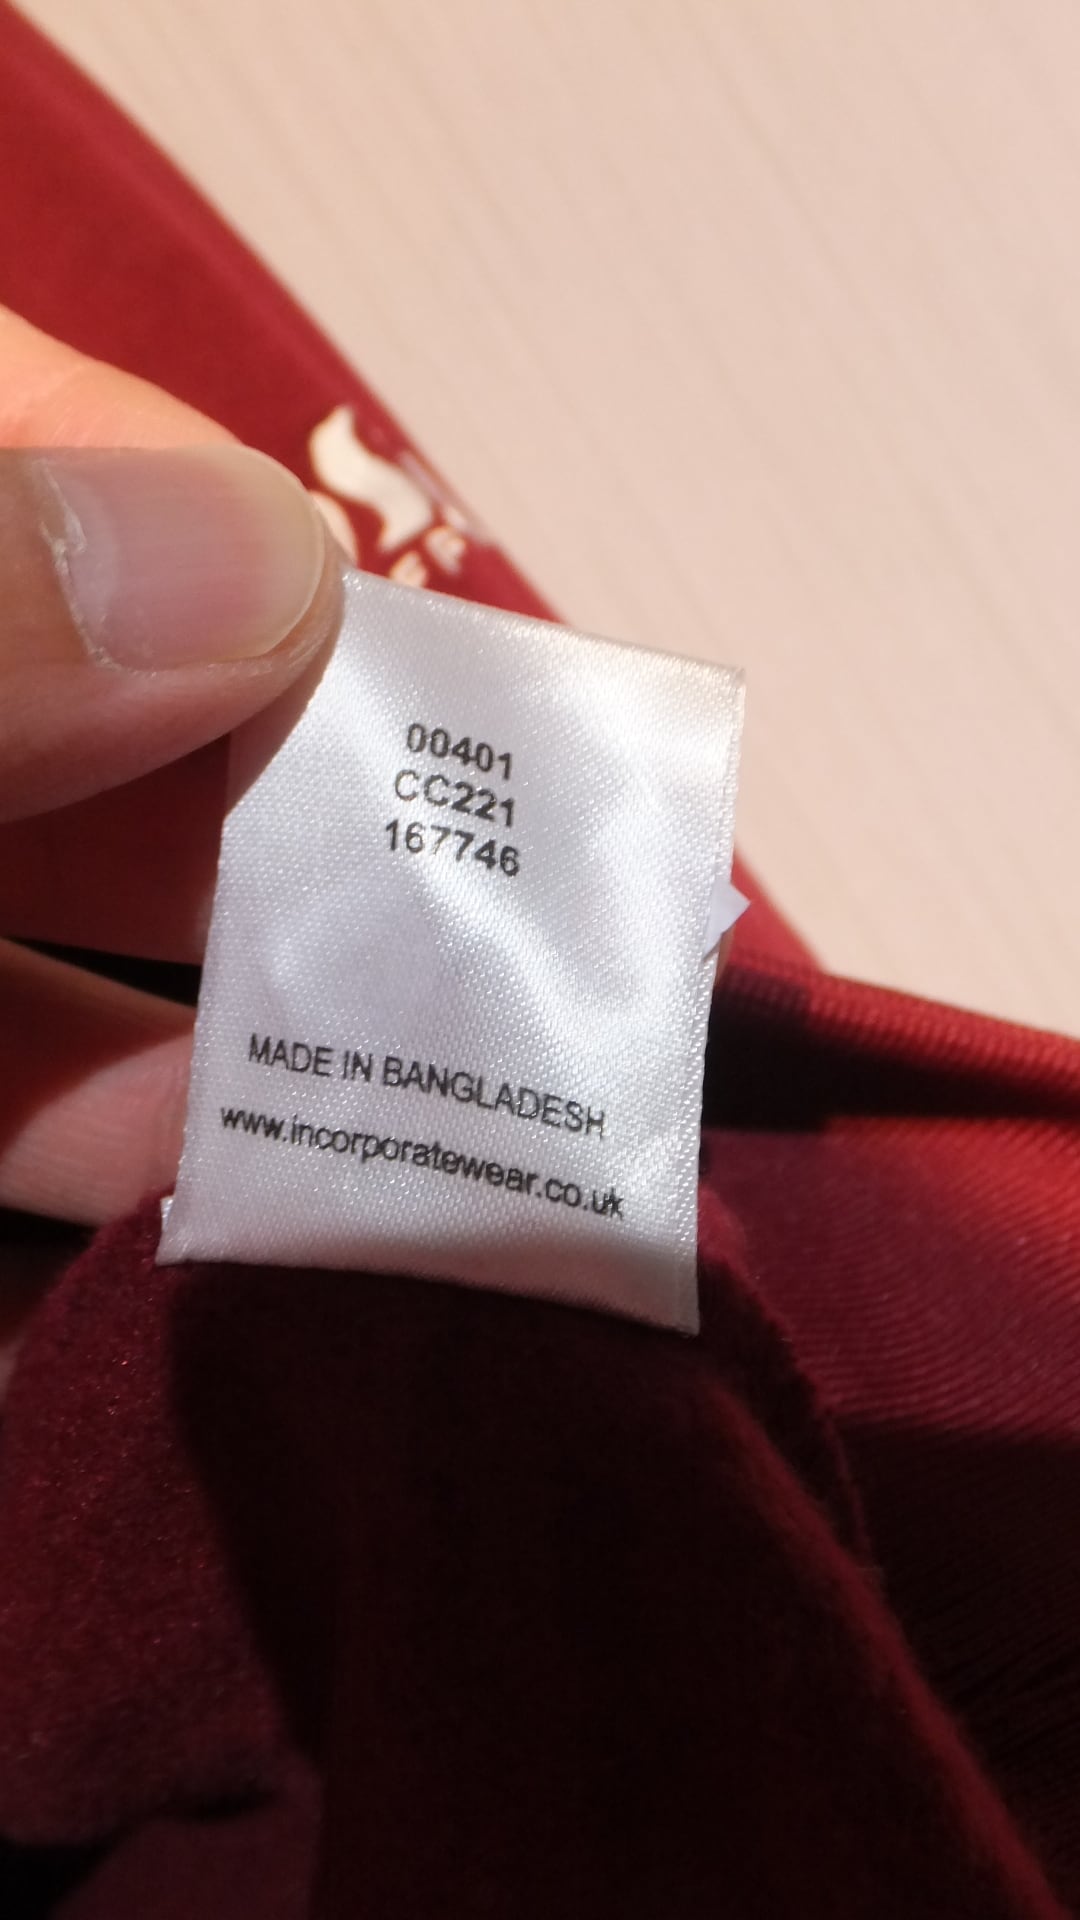 00401
CC221
167746
MADE IN BANGLADESH
www.incorporatewear.co.uk